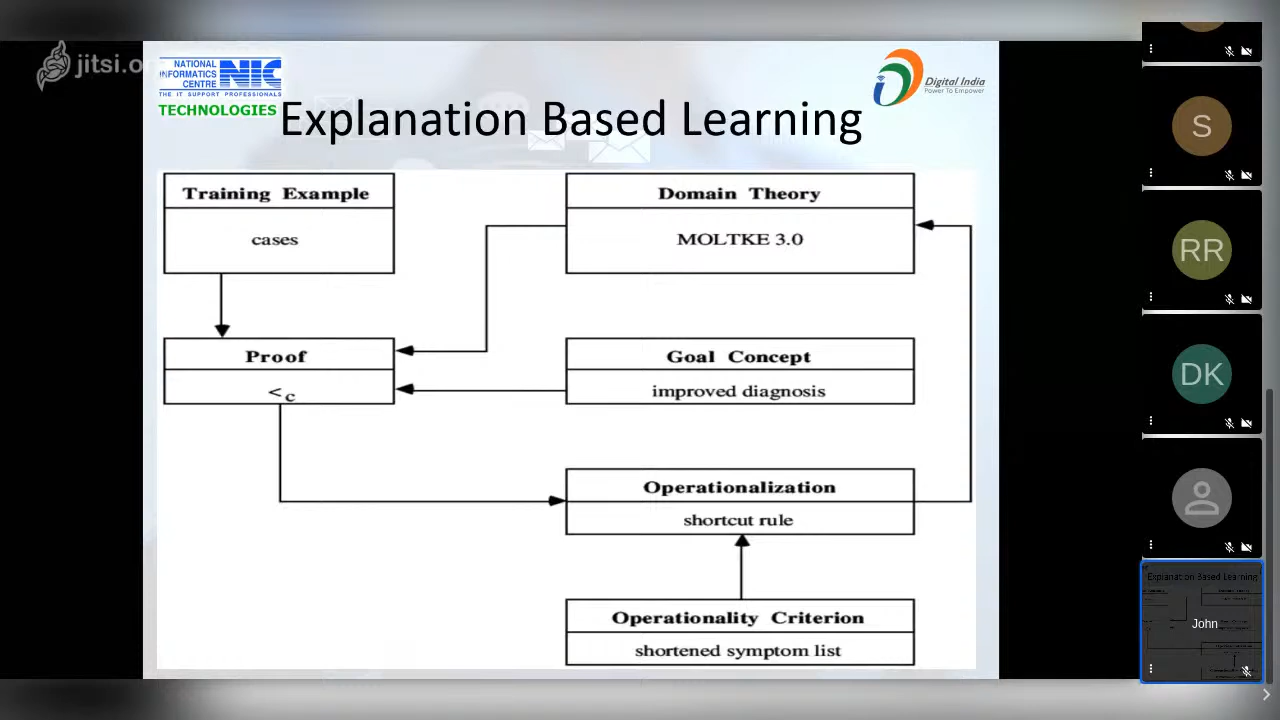 jitsi.o
NATIONAL
INFORMATICS
CENTRE
NIC
THE IT SUPPORT PROFESSIONALS
TECHNOLOGIES
Digital India
Power To Empower
Explanation Based Learning
Training Example
cases
Domain Theory
MOLTKE 3.0
Proof
<c
Goal Concept
improved diagnosis
Operationalization
shortcut rule
Operationality Criterion
shortened symptom list
S
RR
DK
Explanation Based Learning
John